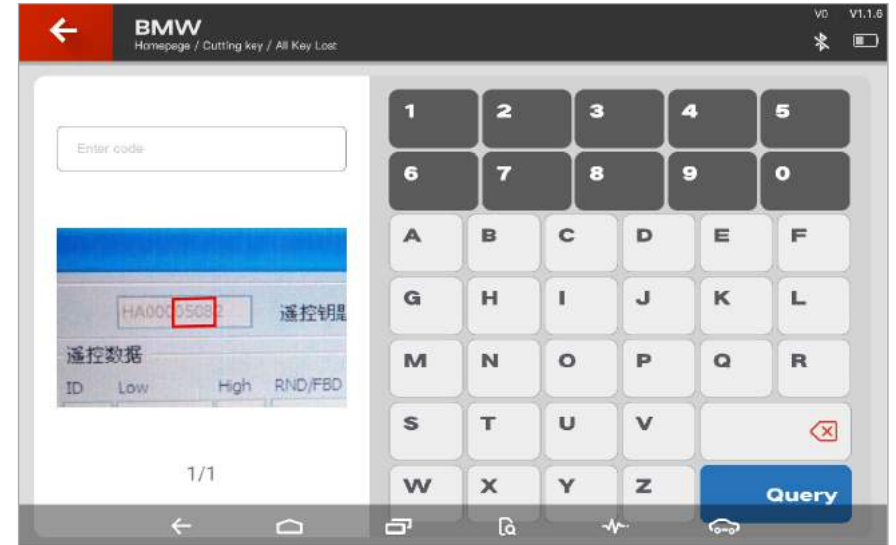 V0 V1.1.6
BMW
Homepege / Cutting key / All Key Lost
Enter code
HA00005082 遥控钥匙
遥控数据
ID Low High RND/FBD
1/1
1 2 3 4 5
6 7 8 9 0
A B C D E F
G H I J K L
M N O P Q R
S T U V
W X Y Z Query